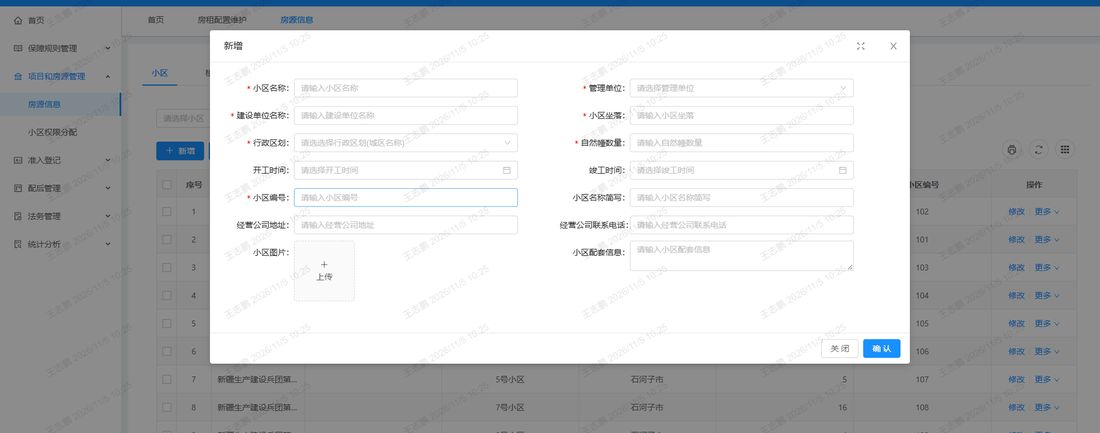 首页
保障规则管理
项目和房源管理
房源信息
小区权限分配
准入登记
配后管理
法务管理
统计分析
首页 房租配置维护 房源信息
小区
请选择小区
+ 新增
序号 小区编号 操作
1 102 修改 更多
2 101 修改 更多
3 103 修改 更多
4 104 修改 更多
5 105 修改 更多
6 106 修改 更多
7 新疆生产建设兵团第... 5号小区 石河子市 5 107 修改 更多
8 新疆生产建设兵团第... 7号小区 石河子市 16 108 修改 更多
新增
* 小区名称: 请输入小区名称
* 管理单位: 请选择管理单位
* 建设单位名称: 请输入建设单位名称
* 小区坐落: 请输入小区坐落
* 行政区划: 请选选择行政区划(城区名称)
* 自然幢数量: 请输入自然幢数量
开工时间: 请选择开工时间
竣工时间: 请选择竣工时间
* 小区编号: 请输入小区编号
小区名称简写: 请输入小区名称简写
经营公司地址: 请输入经营公司地址
经营公司联系电话: 请输入经营公司联系电话
小区图片: + 上传
小区配套信息: 请输入小区配套信息
关 闭 确 认
王志鹏 2026/11/5 10:25